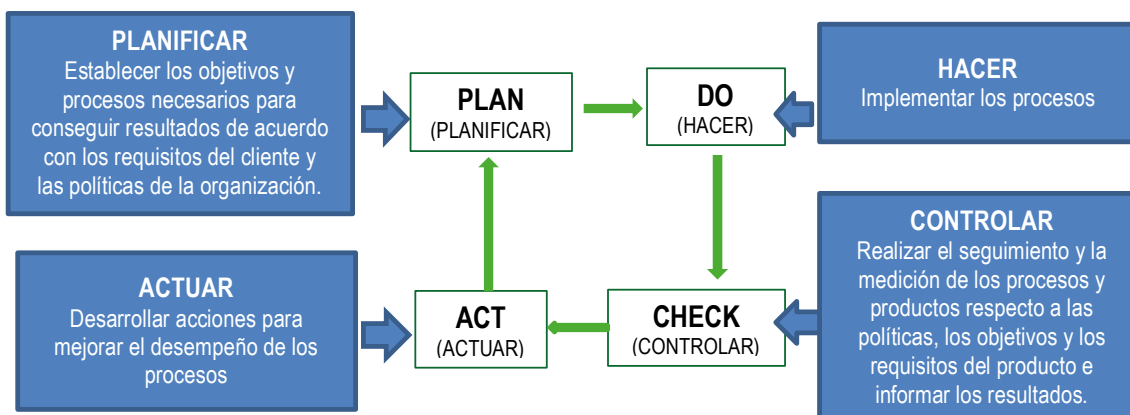 PLANIFICAR
Establecer los objetivos y
procesos necesarios para
conseguir resultados de acuerdo
con los requisitos del cliente y
las políticas de la organización.
PLAN
(PLANIFICAR)
DO
(HACER)
HACER
Implementar los procesos
ACTUAR
Desarrollar acciones para
mejorar el desempeño de los
procesos
ACT
(ACTUAR)
CHECK
(CONTROLAR)
CONTROLAR
Realizar el seguimiento y la
medición de los procesos y
productos respecto a las
políticas, los objetivos y los
requisitos del producto e
informar los resultados.